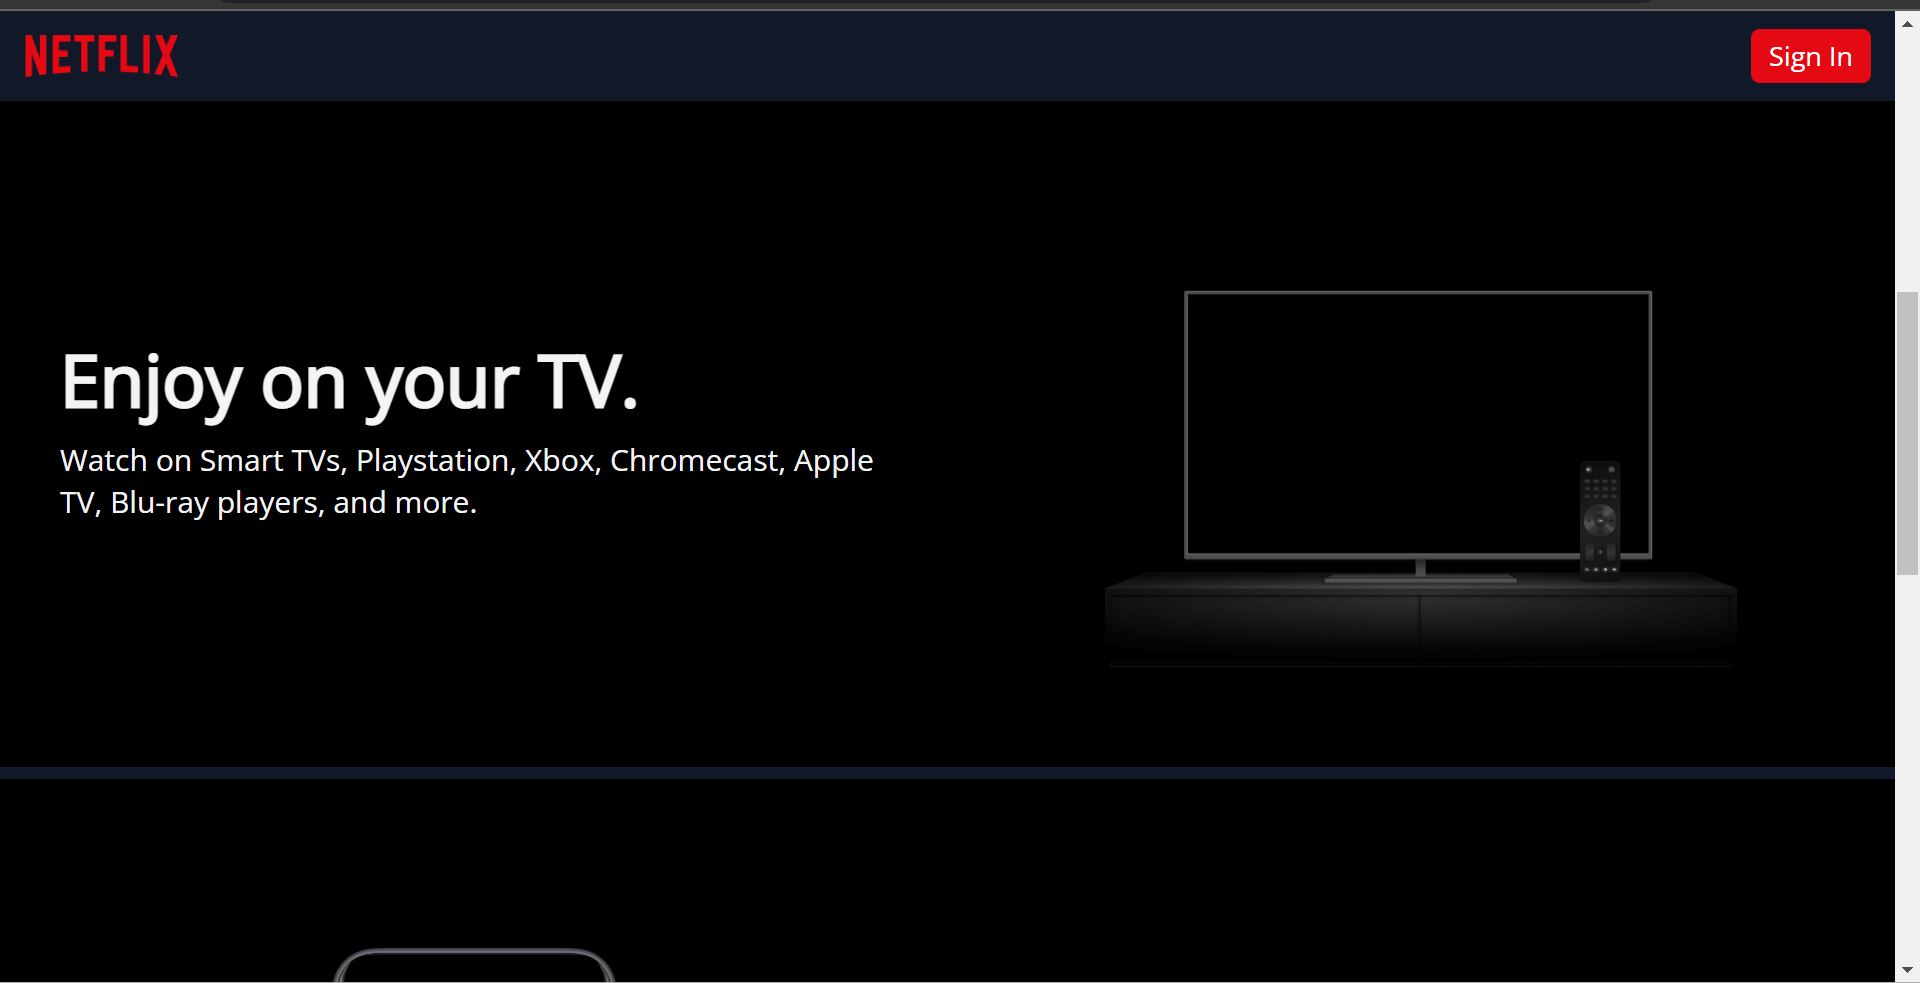 NETFLIX
Sign In
Enjoy on your TV.
Watch on Smart TVs, Playstation, Xbox, Chromecast, Apple
TV, Blu-ray players, and more.